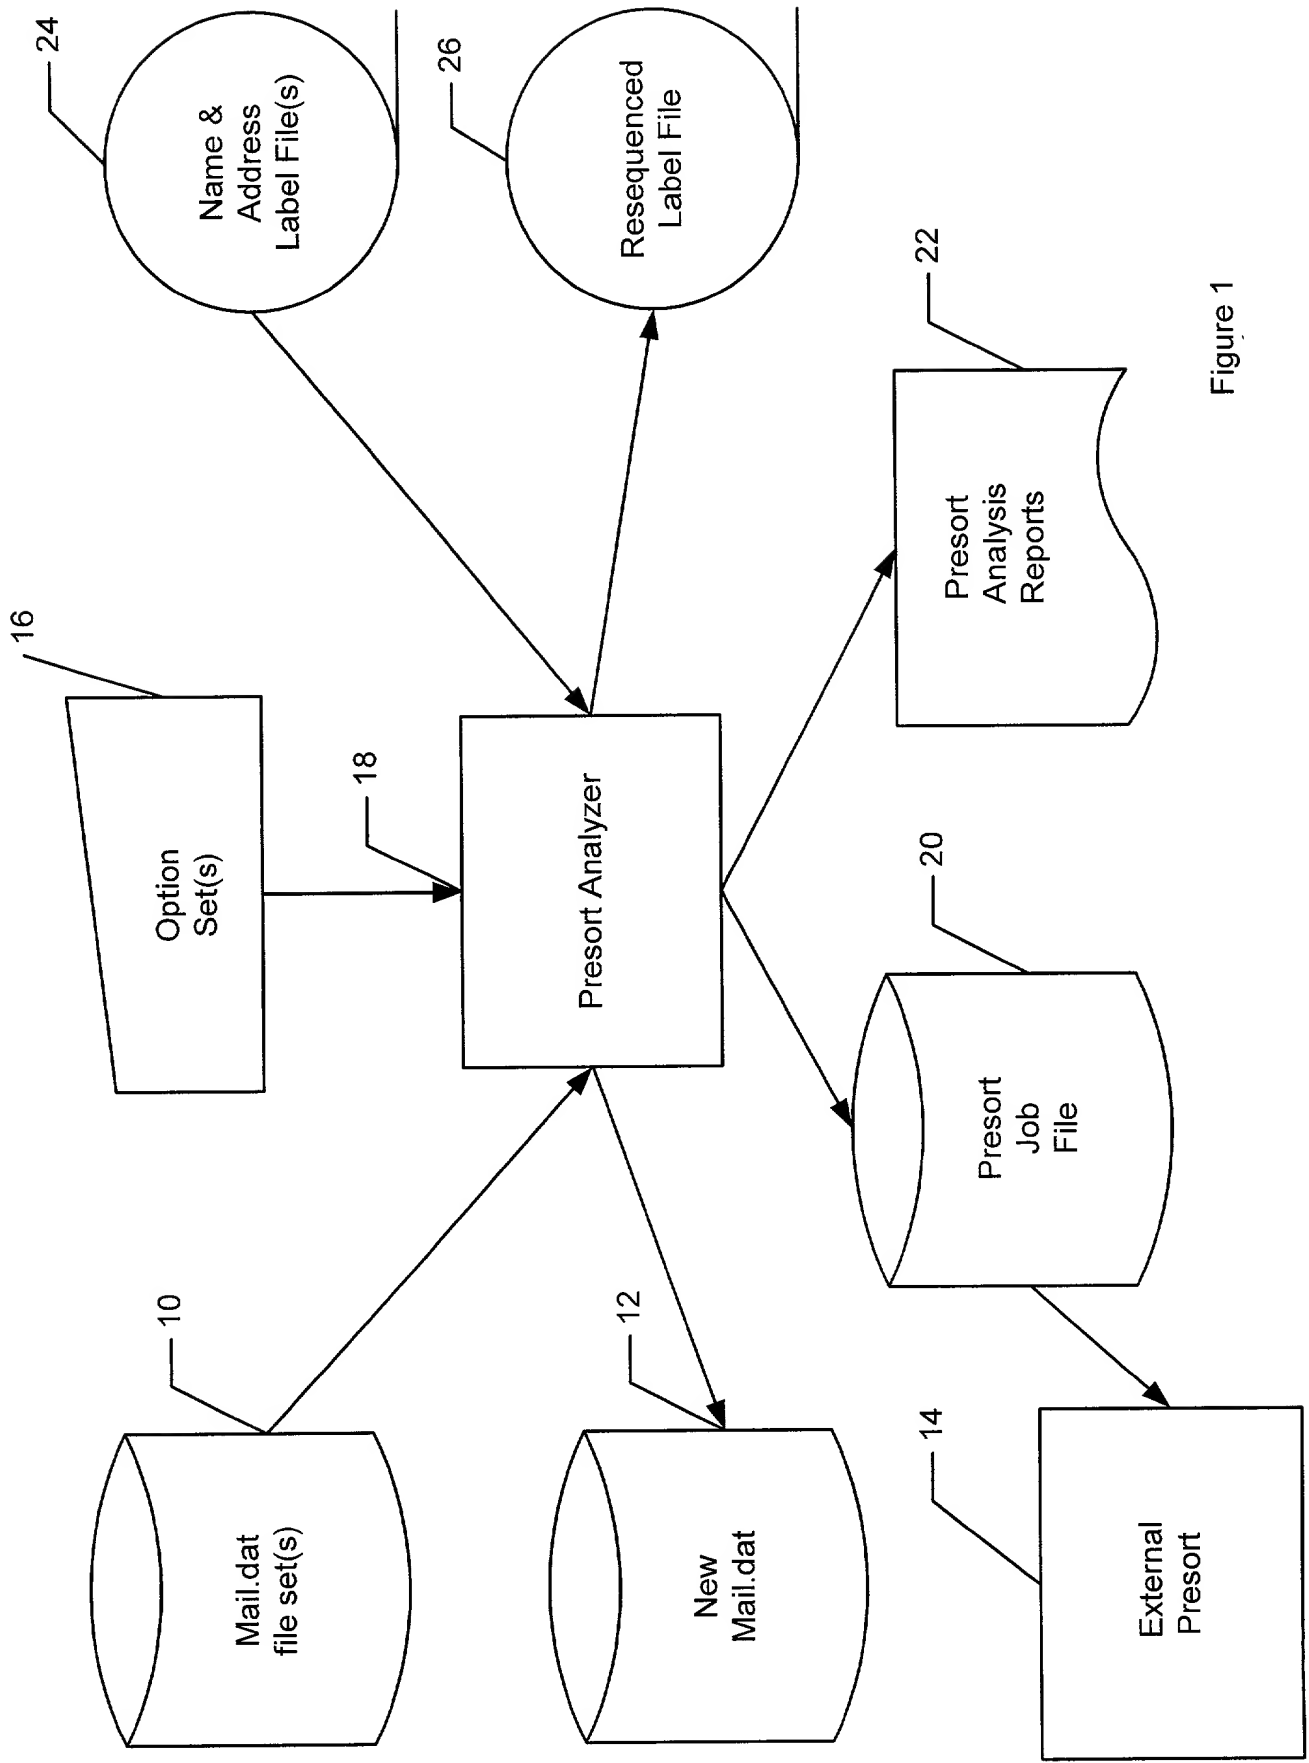 10
Mail.dat
file set(s)
16
Option
Set(s)
24
Name &
Address
Label File(s)
12
New
Mail.dat
18
Presort Analyzer
26
Resequenced
Label File
14
External
Presort
20
Presort
Job
File
22
Presort
Analysis
Reports
Figure 1